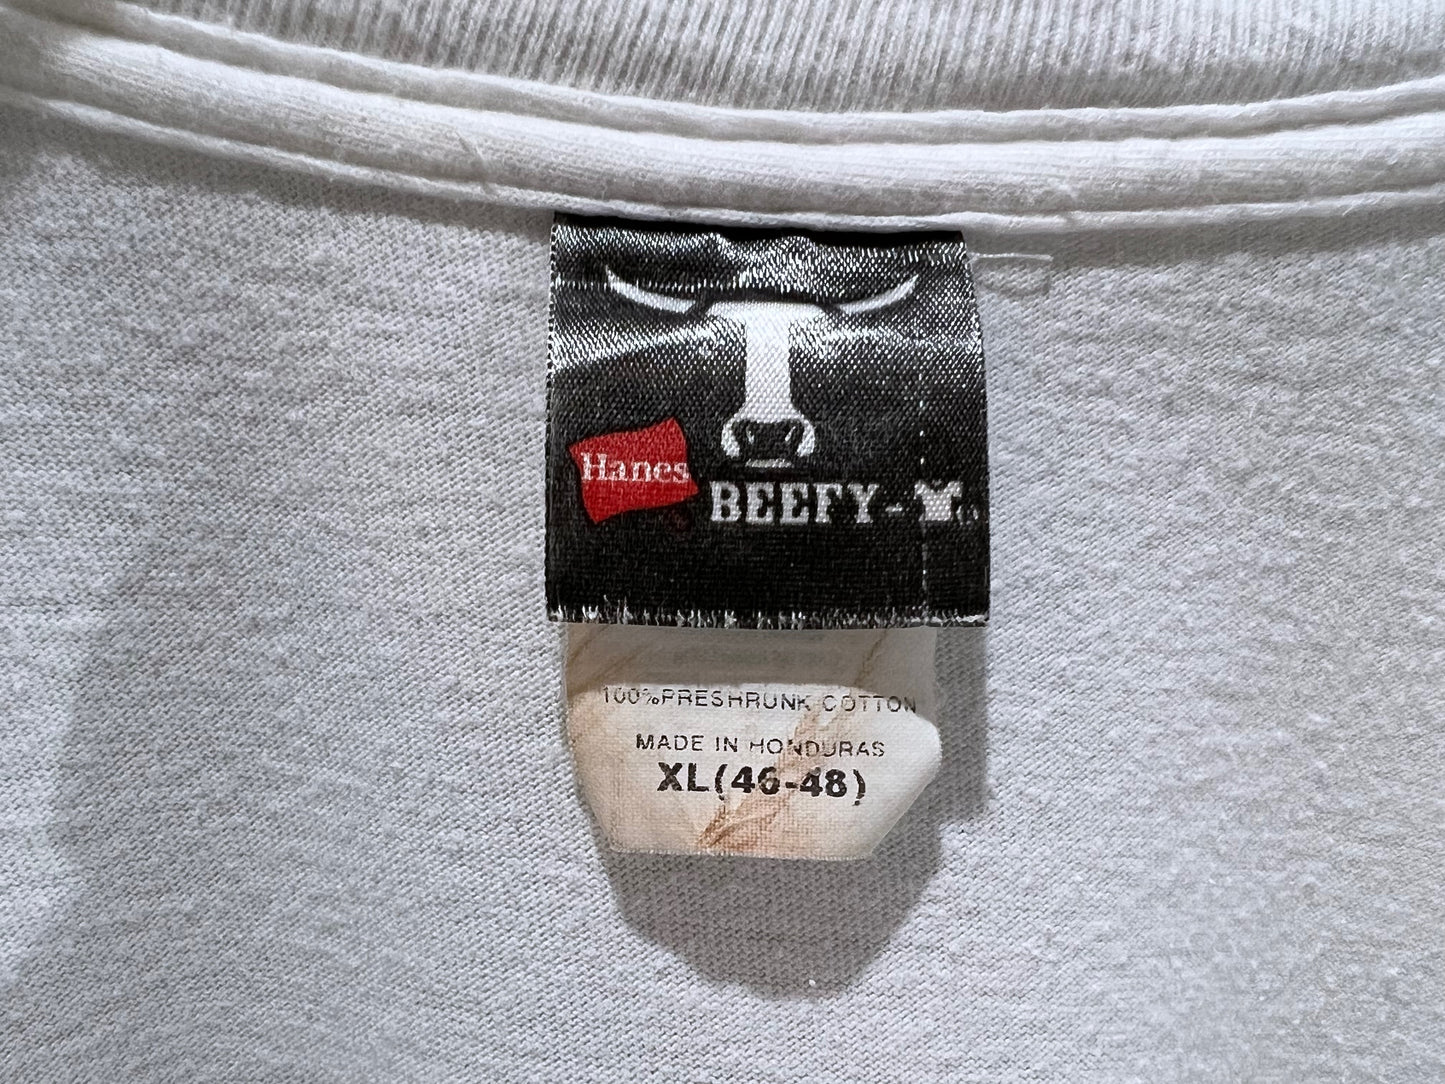 Hanes
BEEFY-
100%PRESHRUNK COTTON
MADE IN HONDURAS
XL(46-48)